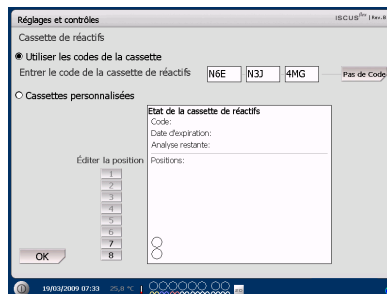 Réglages et contrôles
ISCUS flex | Rev.B
Cassette de réactifs
Utiliser les codes de la cassette
Entrer le code de la cassette de réactifs N6E N3J 4MG Pas de Code
Cassettes personnalisées
Etat de la cassette de réactifs
Code:
Date d'expiration:
Analyse restante:
Éditer la position
Positions:
1
2
3
4
5
6
7
8
OK
19/03/2009 07:33 25,8 °C